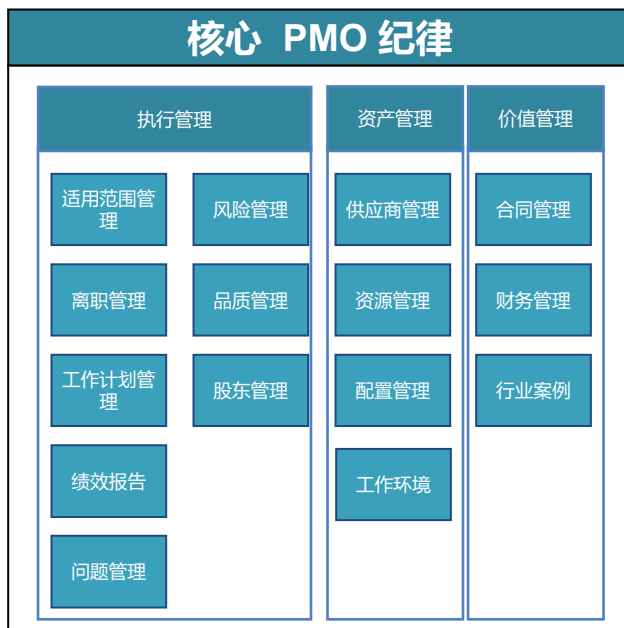 核心 PMO 纪律
执行管理
适用范围管
理
离职管理
工作计划管
理
绩效报告
问题管理
风险管理
品质管理
股东管理
资产管理
供应商管理
资源管理
配置管理
工作环境
价值管理
合同管理
财务管理
行业案例